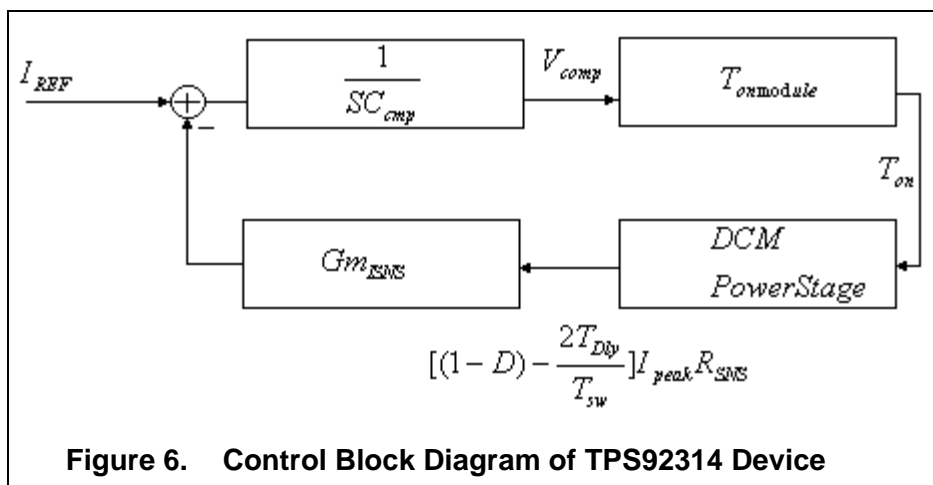 I_REF
1
SC_cmp
V_comp
T_onmodule
T_on
−
Gm_ISNS
DCM
PowerStage
[(1 − D) − 2T_Dly / T_sw] I_peak R_SNS
Figure 6. Control Block Diagram of TPS92314 Device